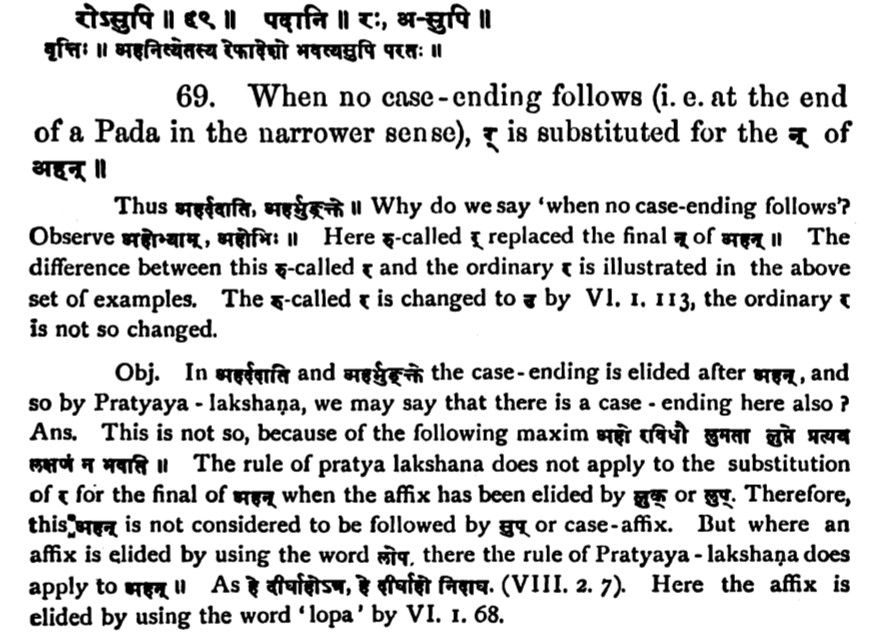 रोऽसुपि ॥ ६९ ॥ पदानि ॥ रः, अ-सुपि ॥
वृत्तिः ॥ अहनित्येतस्य रेफादेशो भवत्यसुपि परतः ॥
69. When no case-ending follows (i. e. at the end
of a Pada in the narrower sense), र् is substituted for the न् of
अहन् ॥
Thus अहर्ददाति, अहर्भुङ्क्ते ॥ Why do we say 'when no case-ending follows'?
Observe अहोभ्याम्, अहोभिः ॥ Here रु-called र् replaced the final न् of अहन् ॥ The
difference between this रु-called र and the ordinary र is illustrated in the above
set of examples. The रु-called र is changed to उ by VI. 1. 113, the ordinary र
is not so changed.
Obj. In अहर्ददाति and अहर्भुङ्क्ते the case-ending is elided after अहन्, and
so by Pratyaya-lakshaṇa, we may say that there is a case-ending here also?
Ans. This is not so, because of the following maxim अह्नो रविधौ लुमता लुप्ते प्रत्यय
लक्षणं न भवति ॥ The rule of pratya lakshana does not apply to the substitution
of र for the final of अहन् when the affix has been elided by लुक् or लुप्. Therefore,
this अहन् is not considered to be followed by सुप् or case-affix. But where an
affix is elided by using the word लोप, there the rule of Pratyaya-lakshaṇa does
apply to अहन् ॥ As हे दीर्घाहोऽत्र, हे दीर्घाहो निदाघ. (VIII. 2. 7). Here the affix is
elided by using the word 'lopa' by VI. 1. 68.